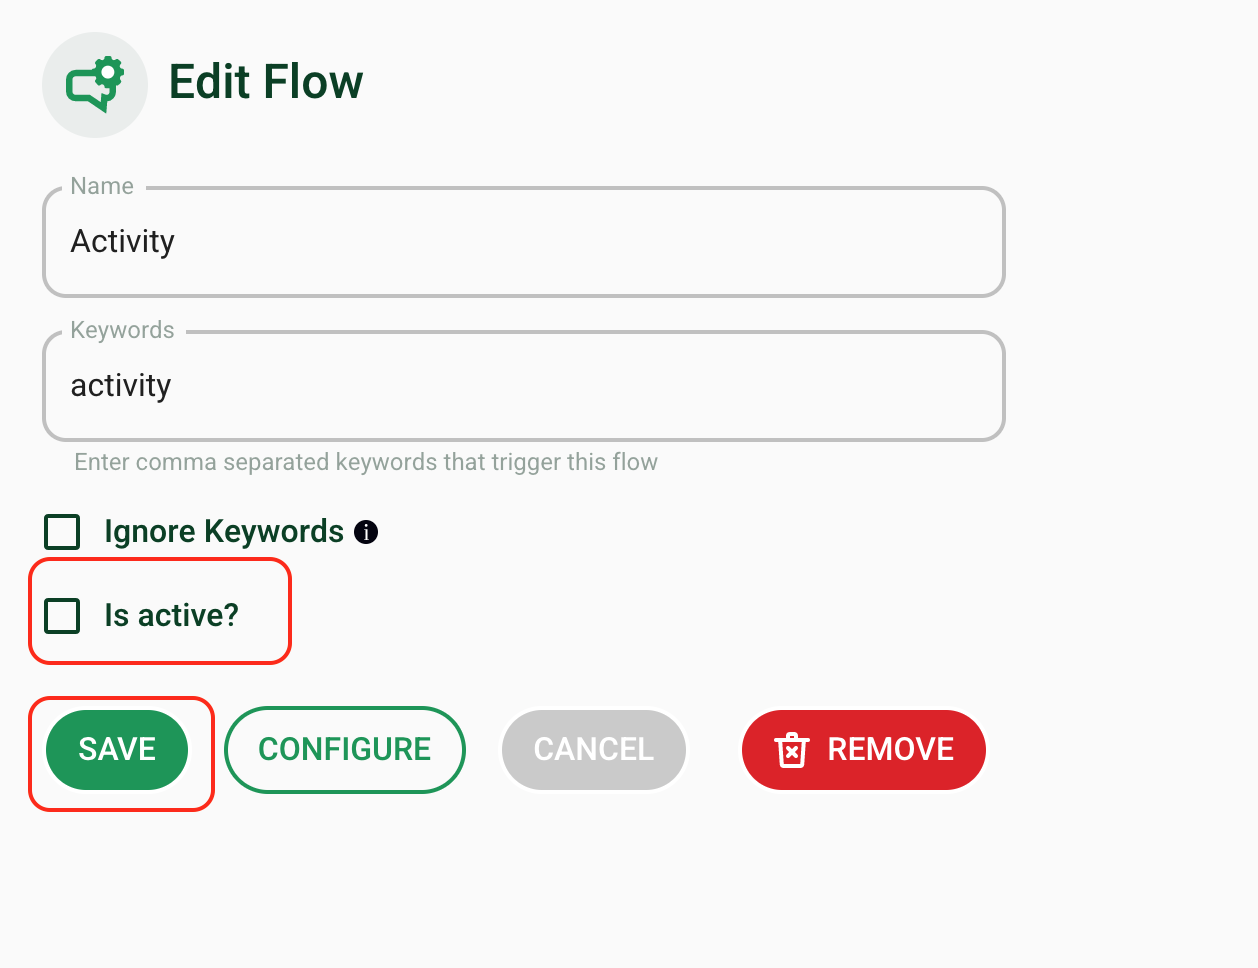 Edit Flow
Name
Activity
Keywords
activity
Enter comma separated keywords that trigger this flow
Ignore Keywords i
Is active?
SAVE CONFIGURE CANCEL REMOVE